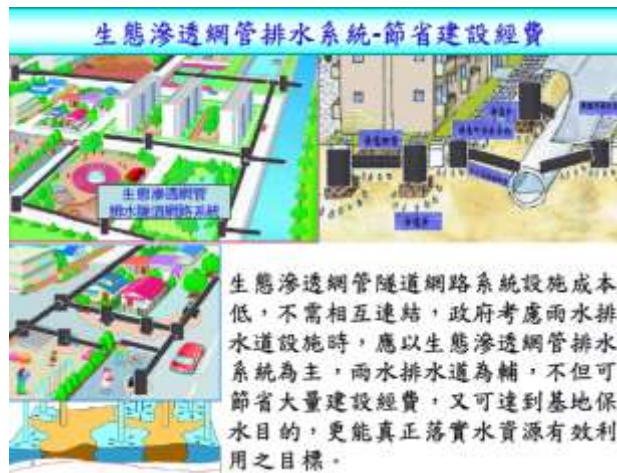 生態滲透網管排水系統-節省建設經費
生態滲透網管
排水隧道網路系統
生態滲透網管隧道網路系統設施成本
低，不需相互連結，政府考慮雨水排
水道設施時，應以生態滲透網管排水
系統為主，雨水排水道為輔，不但可
節省大量建設經費，又可達到基地保
水目的，更能真正落實水資源有效利
用之目標。